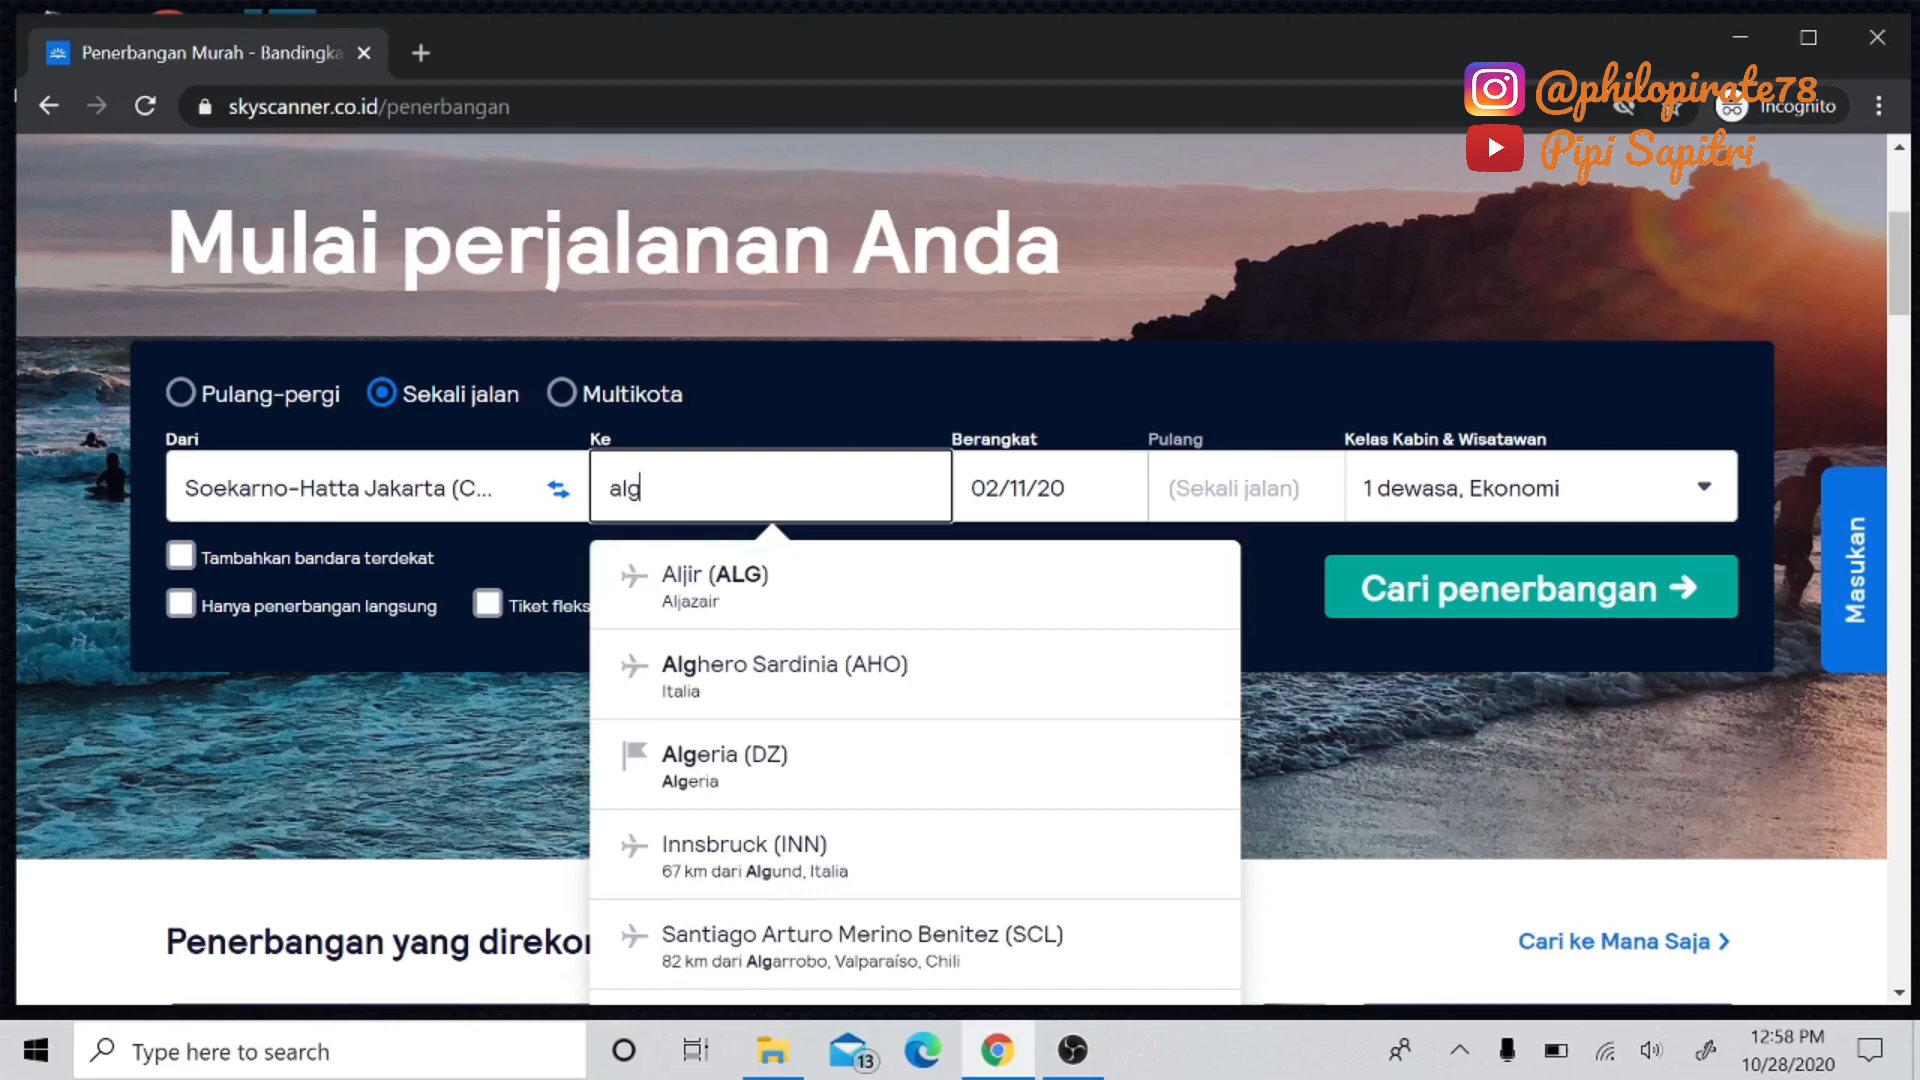 Penerbangan Murah - Bandingka
skyscanner.co.id/penerbangan
Incognito
@philopirate78
Pipi Sapitri
Mulai perjalanan Anda
Pulang-pergi
Sekali jalan
Multikota
Dari
Ke
Berangkat
Pulang
Kelas Kabin & Wisatawan
Soekarno-Hatta Jakarta (C...
alg
02/11/20
(Sekali jalan)
1 dewasa, Ekonomi
Tambahkan bandara terdekat
Hanya penerbangan langsung
Tiket fleks
Cari penerbangan
Masukan
Aljir (ALG)
Aljazair
Alghero Sardinia (AHO)
Italia
Algeria (DZ)
Algeria
Innsbruck (INN)
67 km dari Algund, Italia
Santiago Arturo Merino Benitez (SCL)
82 km dari Algarrobo, Valparaíso, Chili
Penerbangan yang direko
Cari ke Mana Saja
Type here to search
13
12:58 PM
10/28/2020